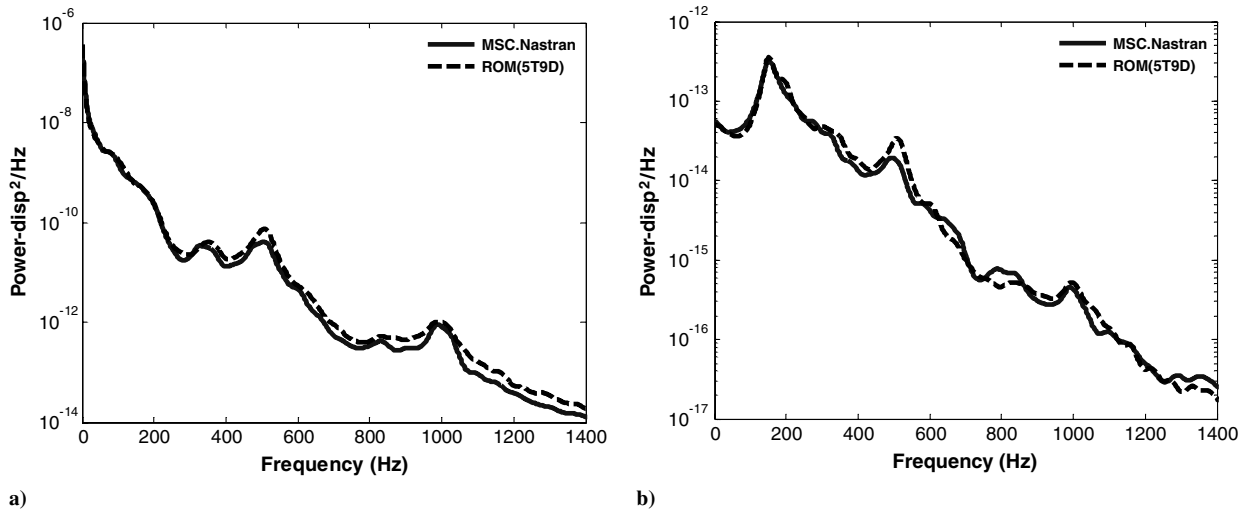 10^-6
10^-8
10^-10
10^-12
10^-14
Power-disp²/Hz
MSC.Nastran
ROM(5T9D)
0 200 400 600 800 1000 1200 1400
Frequency (Hz)
a)
10^-12
10^-13
10^-14
10^-15
10^-16
10^-17
Power-disp²/Hz
MSC.Nastran
ROM(5T9D)
0 200 400 600 800 1000 1200 1400
Frequency (Hz)
b)